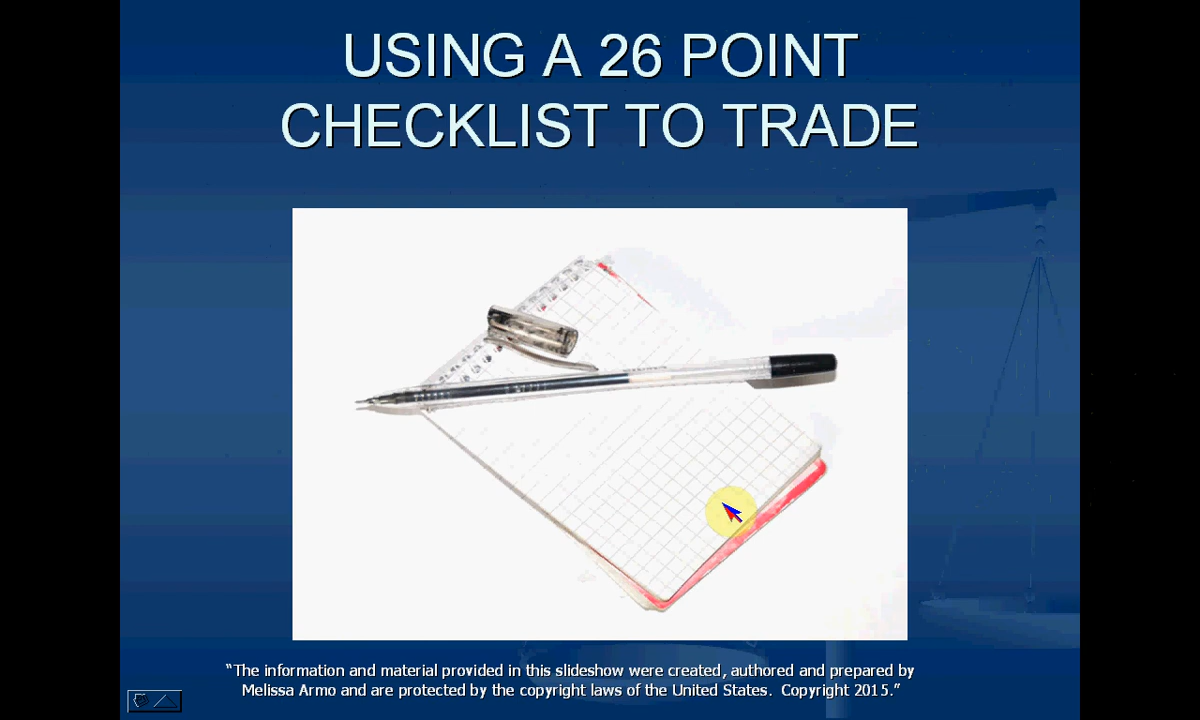 USING A 26 POINT
CHECKLIST TO TRADE
“The information and material provided in this slideshow were created, authored and prepared by
Melissa Armo and are protected by the copyright laws of the United States.  Copyright 2015.”